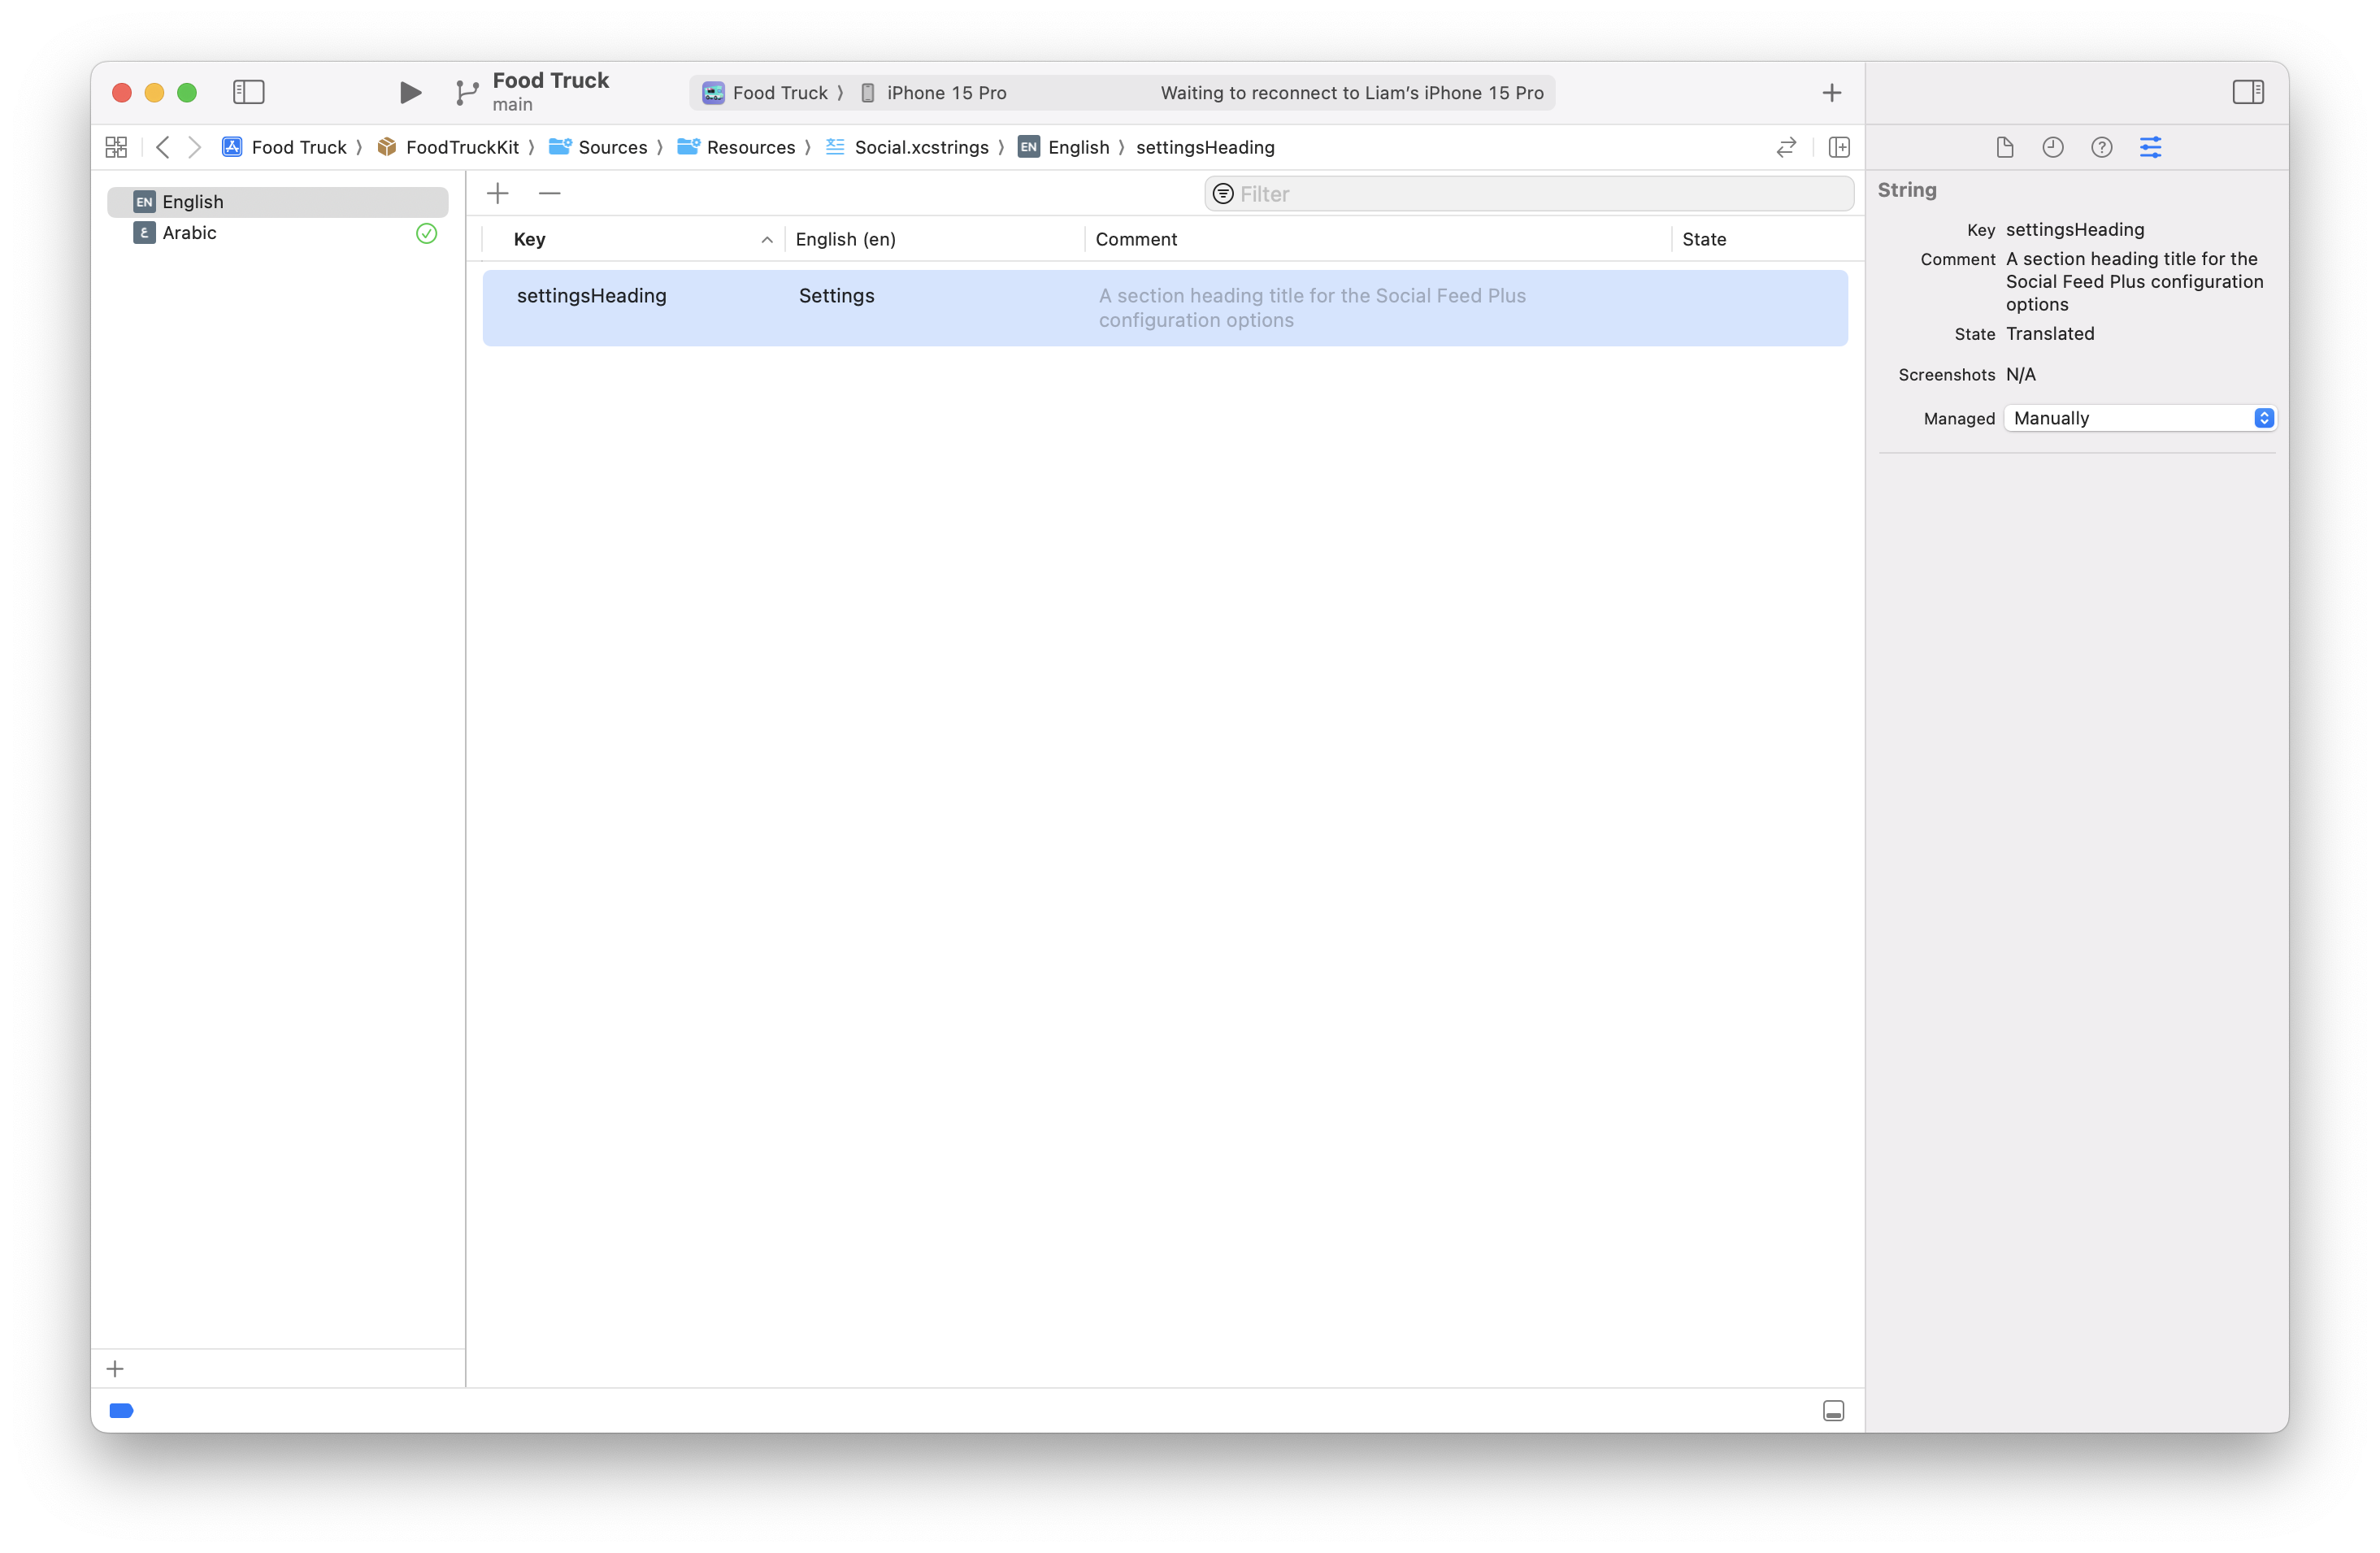 Food Truck
main
Food Truck
iPhone 15 Pro
Waiting to reconnect to Liam’s iPhone 15 Pro
Food Truck
FoodTruckKit
Sources
Resources
Social.xcstrings
EN English
settingsHeading
EN English
ع Arabic
Filter
Key
English (en)
Comment
State
settingsHeading
Settings
A section heading title for the Social Feed Plus
configuration options
String
Key settingsHeading
Comment A section heading title for the
Social Feed Plus configuration
options
State Translated
Screenshots N/A
Managed Manually